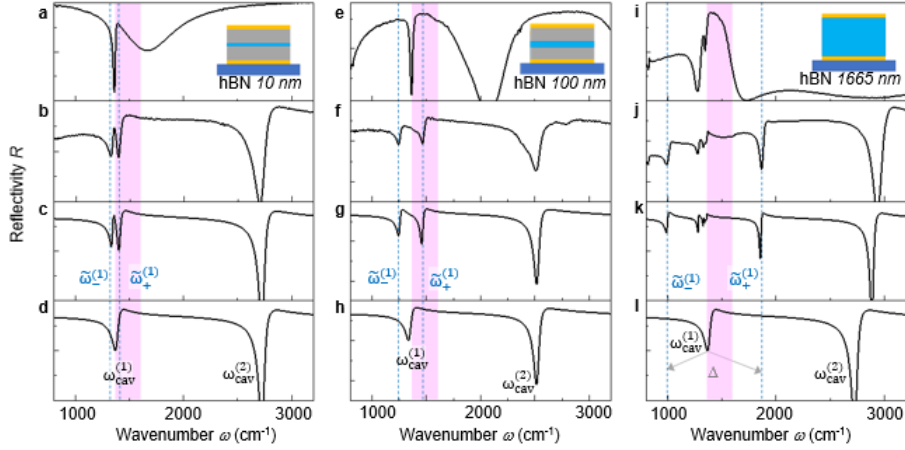 a
hBN 10 nm
e
hBN 100 nm
i
hBN 1665 nm
b
f
j
Reflectivity R
c
ω̃₋⁽¹⁾
ω̃₊⁽¹⁾
g
ω̃₋⁽¹⁾
ω̃₊⁽¹⁾
k
ω̃₋⁽¹⁾
ω̃₊⁽¹⁾
d
ω_cav^(1)
ω_cav^(2)
h
ω_cav^(1)
ω_cav^(2)
l
ω_cav^(1)
Δ
ω_cav^(2)
1000 2000 3000
1000 2000 3000
1000 2000 3000
Wavenumber ω (cm⁻¹)
Wavenumber ω (cm⁻¹)
Wavenumber ω (cm⁻¹)